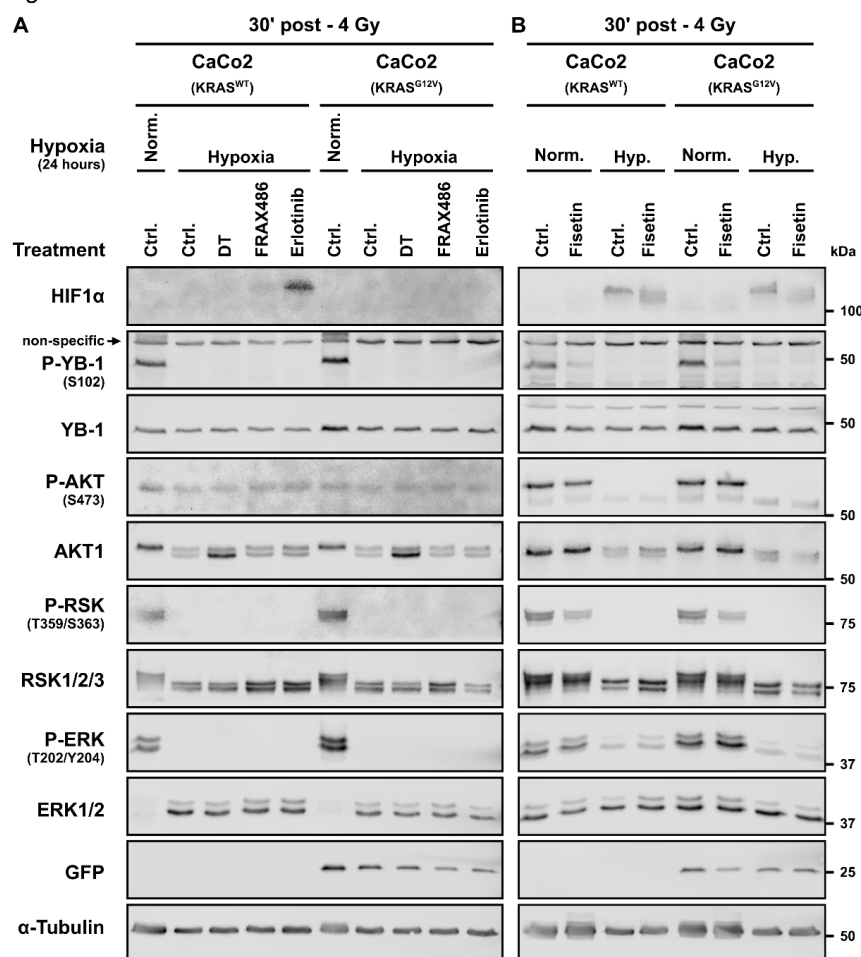 A 30' post - 4 Gy B 30' post - 4 Gy
CaCo2 CaCo2 CaCo2 CaCo2
(KRASWT) (KRASG12V) (KRASWT) (KRASG12V)
Hypoxia
(24 hours)
Norm. Hypoxia Norm. Hypoxia Norm. Hyp. Norm. Hyp.
Treatment
Ctrl. Ctrl. DT FRAX486 Erlotinib Ctrl. Ctrl. DT FRAX486 Erlotinib Ctrl. Fisetin Ctrl. Fisetin Ctrl. Fisetin Ctrl. Fisetin
kDa
HIF1α 100
non-specific
P-YB-1 50
(S102)
YB-1 50
P-AKT
(S473) 50
AKT1 50
P-RSK
(T359/S363) 75
RSK1/2/3 75
P-ERK
(T202/Y204) 37
ERK1/2 37
GFP 25
α-Tubulin 50